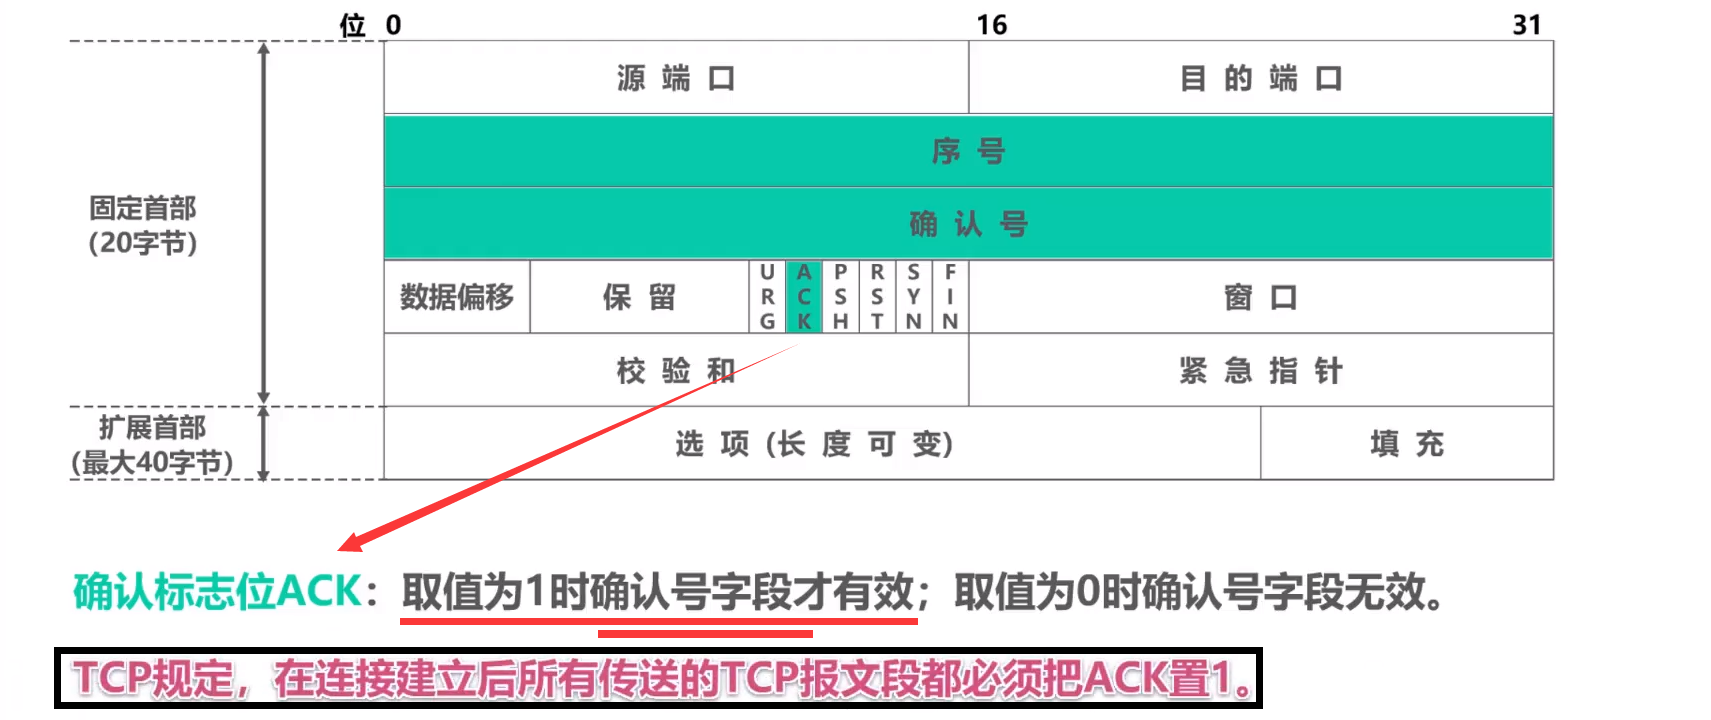 位 0 16 31
源 端 口 目 的 端 口
序 号
固定首部
(20字节)
确 认 号
数据偏移 保 留 URG ACK PSH RST SYN FIN 窗 口
校 验 和 紧 急 指 针
扩展首部
(最大40字节)
选 项 (长 度 可 变) 填 充
确认标志位ACK：取值为1时确认号字段才有效；取值为0时确认号字段无效。
TCP规定，在连接建立后所有传送的TCP报文段都必须把ACK置1。